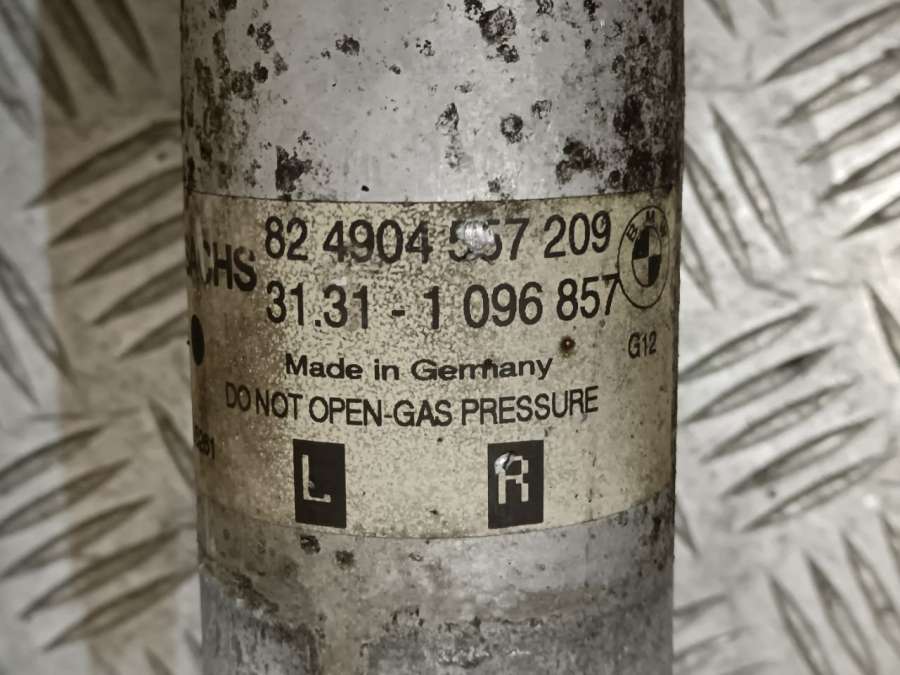 82 4904 557 209
BMW
ACHS
31.31 - 1 096 857
G12
Made in Germany
DO NOT OPEN-GAS PRESSURE
L R